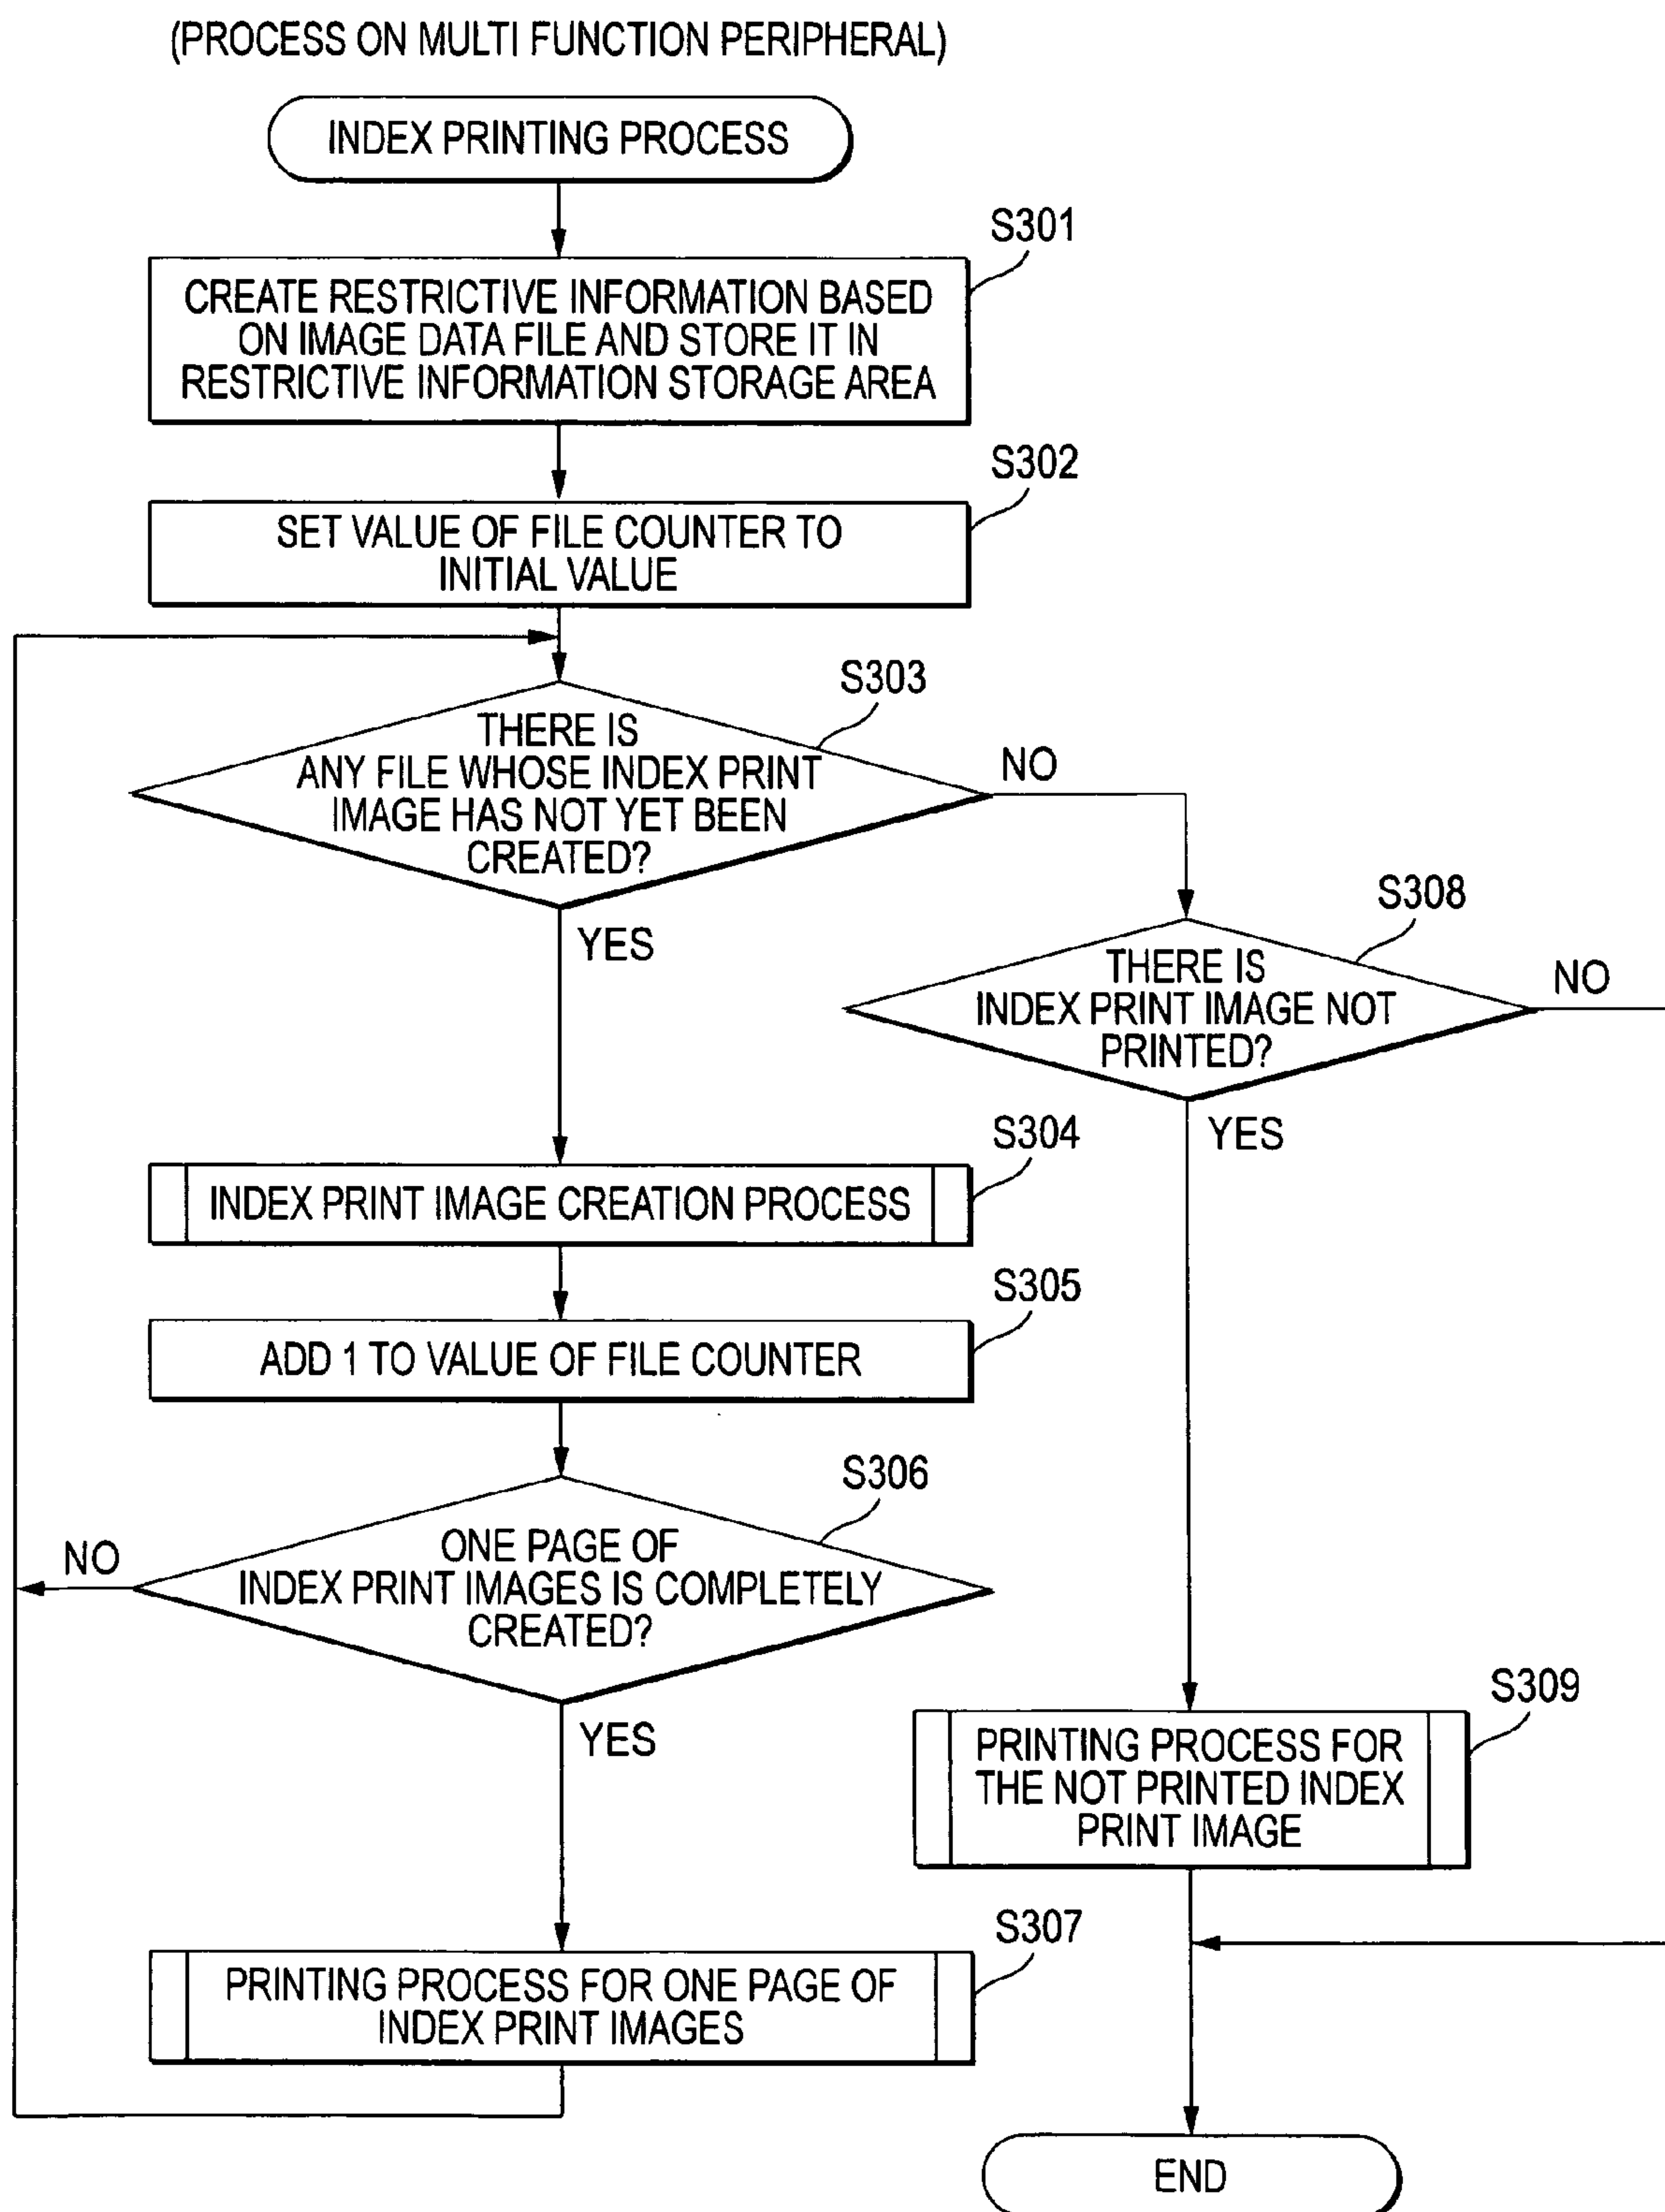 (PROCESS ON MULTI FUNCTION PERIPHERAL)
INDEX PRINTING PROCESS
S301
CREATE RESTRICTIVE INFORMATION BASED
ON IMAGE DATA FILE AND STORE IT IN
RESTRICTIVE INFORMATION STORAGE AREA
S302
SET VALUE OF FILE COUNTER TO
INITIAL VALUE
S303
THERE IS
ANY FILE WHOSE INDEX PRINT
IMAGE HAS NOT YET BEEN
CREATED?
NO
YES
S308
THERE IS
INDEX PRINT IMAGE NOT
PRINTED?
NO
YES
S304
INDEX PRINT IMAGE CREATION PROCESS
S305
ADD 1 TO VALUE OF FILE COUNTER
S306
ONE PAGE OF
INDEX PRINT IMAGES IS COMPLETELY
CREATED?
NO
YES
S309
PRINTING PROCESS FOR
THE NOT PRINTED INDEX
PRINT IMAGE
S307
PRINTING PROCESS FOR ONE PAGE OF
INDEX PRINT IMAGES
END